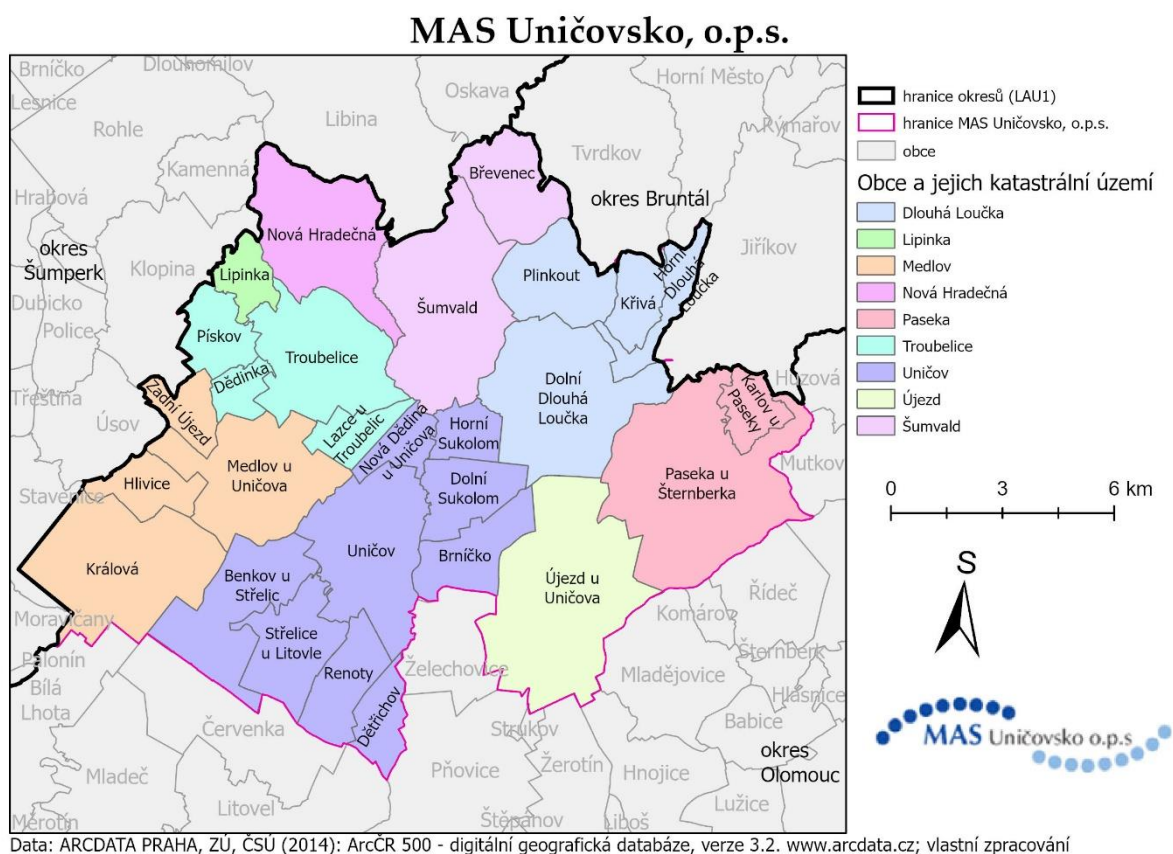 MAS Uničovsko, o.p.s.
Brníčko
Dlouhomilov
Oskava
Horní Město
Lesnice
Rohle
Libina
Rýmařov
Kamenná
Tvrdkov
Hrabová
Břevenec
okres Bruntál
Nová Hradečná
okres
Šumperk
Klopina
Lipinka
Jiříkov
Plinkout
Horní
Dlouhá
Loučka
Křivá
Dubicko
Police
Šumvald
Pískov
Troubelice
Dědinka
Dolní
Dlouhá
Loučka
Huzová
Karlov u
Paseky
Třeština
Zadní Újezd
Úsov
Lazce u
Troubelic
Nová Dědina
u Uničova
Horní
Sukolom
Medlov u
Uničova
Paseka u
Šternberka
Mutkov
Hlivice
Dolní
Sukolom
Stavenice
Uničov
Brníčko
Králová
Benkov u
Střelic
Újezd u
Uničova
Řídeč
Moravičany
Komárov
Střelice
u Litovle
Palonín
Bílá
Lhota
Renoty
Želechovice
Mladějovice
Šternberk
Dětřichov
Hlásnice
Červenka
Strukov
Babice
okres
Olomouc
Mladeč
Pňovice
Žerotín
Hnojice
Litovel
Lužice
Měrotín
Štěpánov
Liboš
hranice okresů (LAU1)
hranice MAS Uničovsko, o.p.s.
obce
Obce a jejich katastrální území
Dlouhá Loučka
Lipinka
Medlov
Nová Hradečná
Paseka
Troubelice
Uničov
Újezd
Šumvald
0 3 6 km
S
MAS Uničovsko o.p.s
Data: ARCDATA PRAHA, ZÚ, ČSÚ (2014): ArcČR 500 - digitální geografická databáze, verze 3.2. www.arcdata.cz; vlastní zpracování